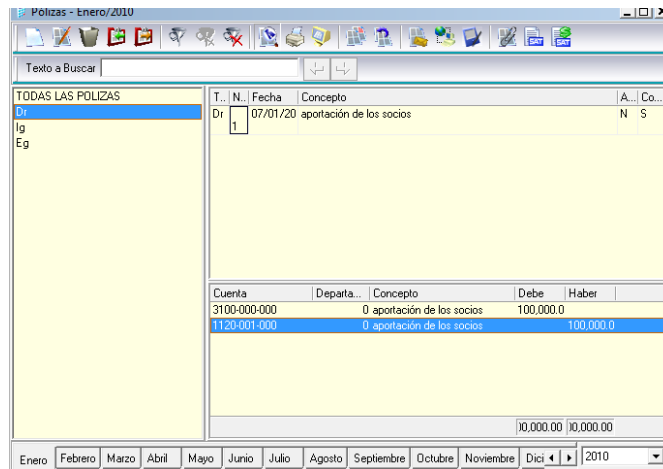 Pólizas - Enero/2010
Texto a Buscar
TODAS LAS POLIZAS
Dr
Ig
Eg
T.. N.. Fecha Concepto A... Co...
Dr 1 07/01/20 aportación de los socios N S
Cuenta Departa... Concepto Debe Haber
3100-000-000 0 aportación de los socios 100,000.0
1120-001-000 0 aportación de los socios 100,000.0
0,000.00 0,000.00
Enero Febrero Marzo Abril Mayo Junio Julio Agosto Septiembre Octubre Noviembre Dici 2010